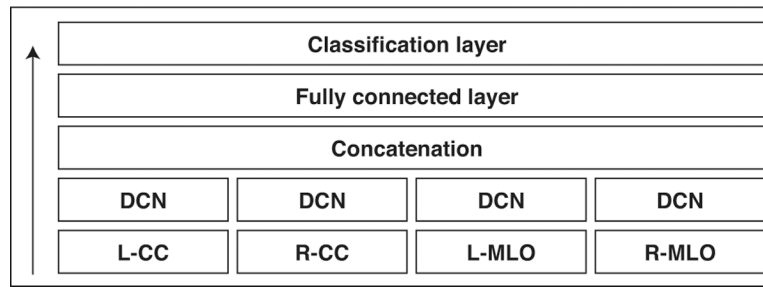 Classification layer
Fully connected layer
Concatenation
DCN DCN DCN DCN
L-CC R-CC L-MLO R-MLO